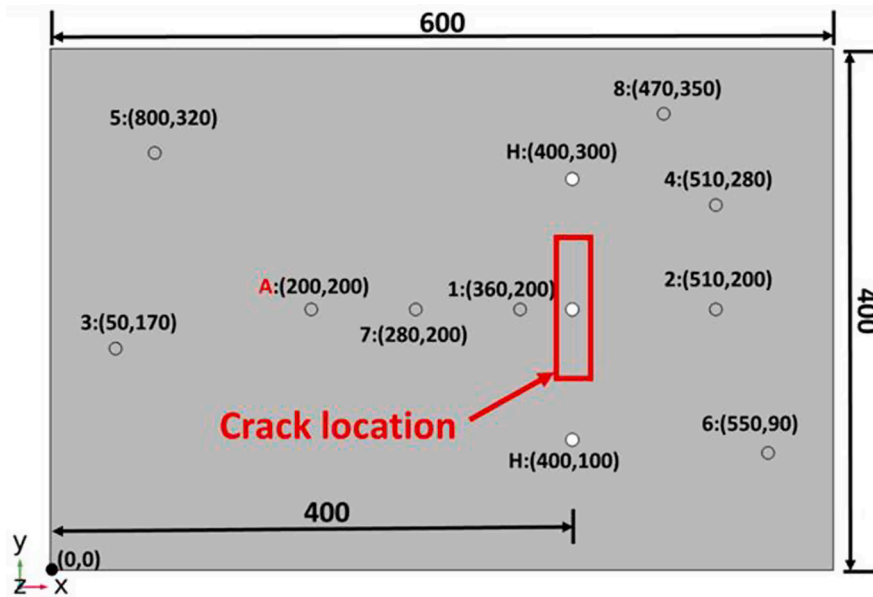 600
8:(470,350)
5:(800,320)
H:(400,300)
4:(510,280)
A:(200,200)
1:(360,200)
2:(510,200)
400
3:(50,170)
7:(280,200)
Crack location
6:(550,90)
H:(400,100)
400
y
(0,0)
z
x